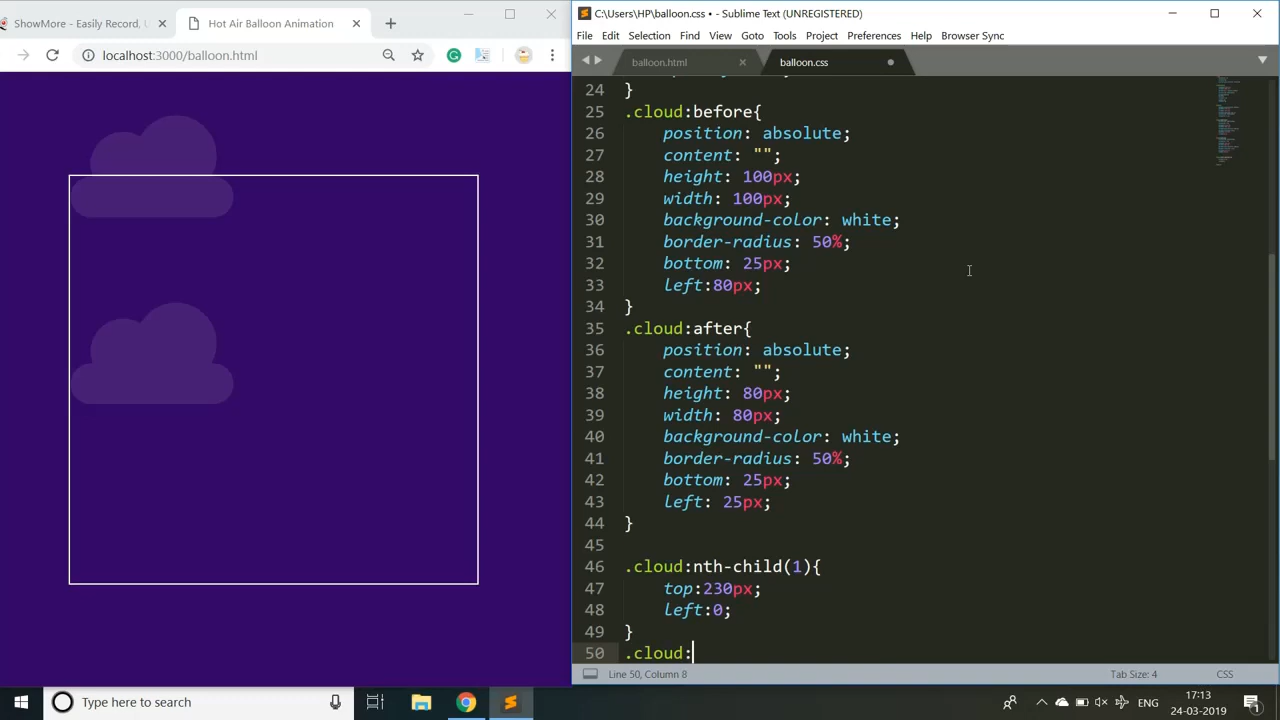 ShowMore - Easily Record,
Hot Air Balloon Animation
localhost:3000/balloon.html
C:\Users\HP\balloon.css • - Sublime Text (UNREGISTERED)
File Edit Selection Find View Goto Tools Project Preferences Help Browser Sync
balloon.html
balloon.css
24 }
25 .cloud:before{
26 position: absolute;
27 content: "";
28 height: 100px;
29 width: 100px;
30 background-color: white;
31 border-radius: 50%;
32 bottom: 25px;
33 left:80px;
34 }
35 .cloud:after{
36 position: absolute;
37 content: "";
38 height: 80px;
39 width: 80px;
40 background-color: white;
41 border-radius: 50%;
42 bottom: 25px;
43 left: 25px;
44 }
45
46 .cloud:nth-child(1){
47 top:230px;
48 left:0;
49 }
50 .cloud:
Line 50, Column 8
Tab Size: 4
CSS
Type here to search
ENG
17:13
24-03-2019
1